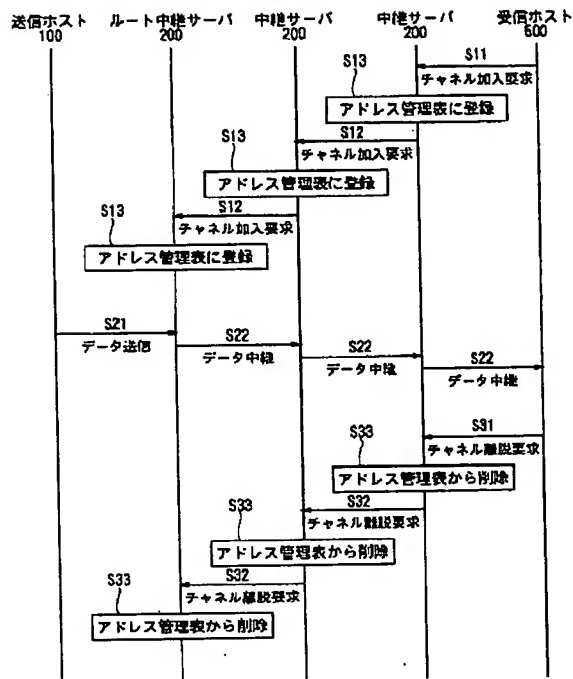 送信ホスト ルート中継サーバ 中継サーバ 中継サーバ 受信ホスト
100 200 200 200 600
S11
チャネル加入要求
S13
アドレス管理表に登録
S12
チャネル加入要求
S13
アドレス管理表に登録
S12
チャネル加入要求
S13
アドレス管理表に登録
S21
データ送信
S22
データ中継
S22
データ中継
S22
データ中継
S31
チャネル離脱要求
S33
アドレス管理表から削除
S32
チャネル離脱要求
S33
アドレス管理表から削除
S32
チャネル離脱要求
S33
アドレス管理表から削除